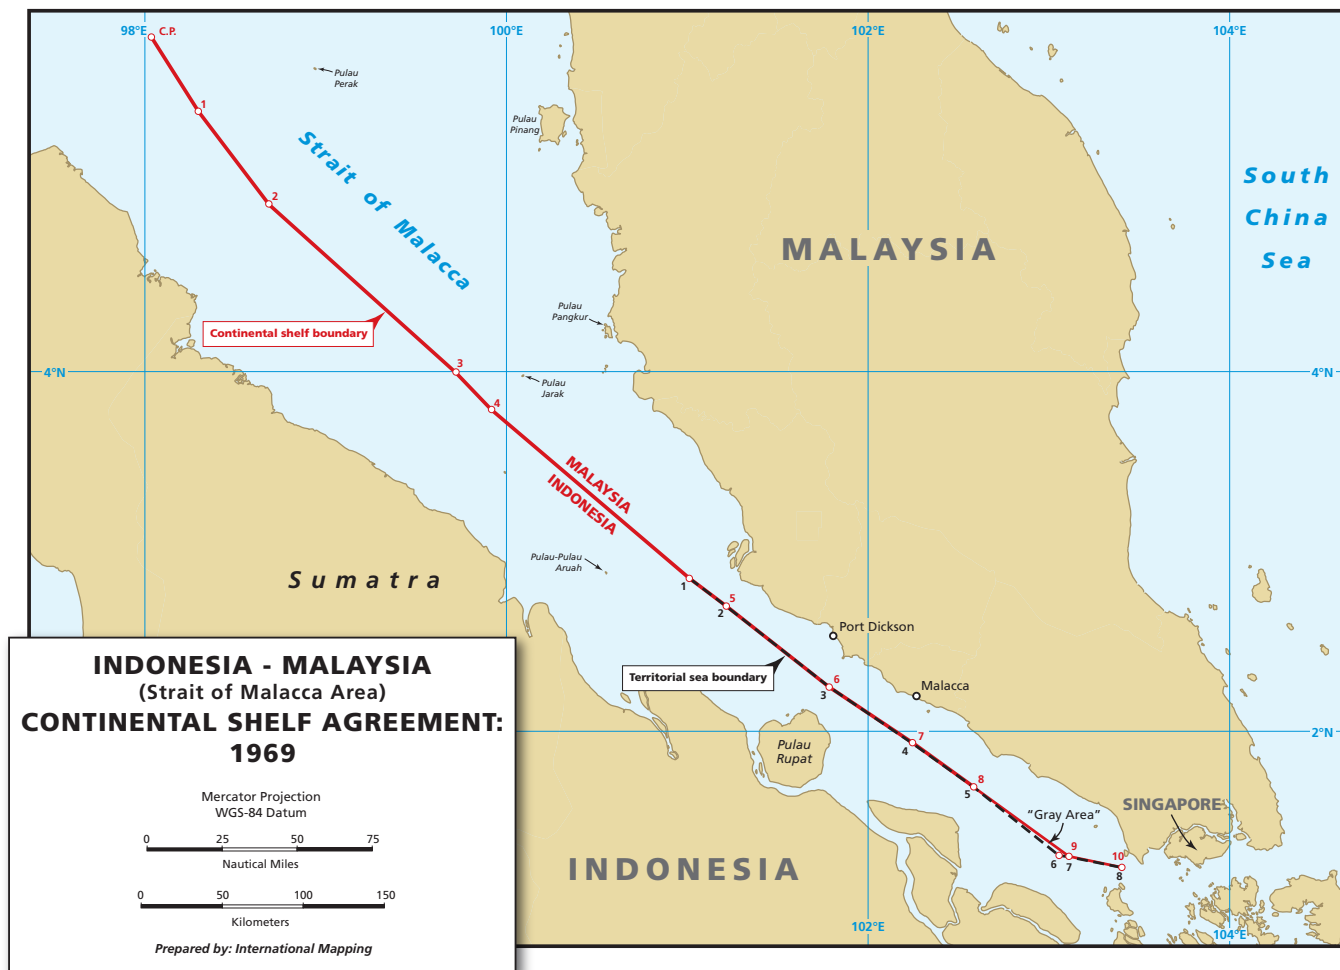 98°E
C.P.
100°E
102°E
104°E
Pulau
Perak
1
Pulau
Pinang
Strait of Malacca
South
China
Sea
2
MALAYSIA
Pulau
Pangkur
Continental shelf boundary
3
4°N
4°N
Pulau
Jarak
4
MALAYSIA
INDONESIA
Pulau-Pulau
Aruah
Sumatra
1
5
2
Port Dickson
Territorial sea boundary
6
3
Malacca
2°N
7
4
Pulau
Rupat
8
5
"Gray Area"
SINGAPORE
9
10
6
7
8
INDONESIA
102°E
104°E
INDONESIA - MALAYSIA
(Strait of Malacca Area)
CONTINENTAL SHELF AGREEMENT:
1969
Mercator Projection
WGS-84 Datum
0 25 50 75
Nautical Miles
0 50 100 150
Kilometers
Prepared by: International Mapping